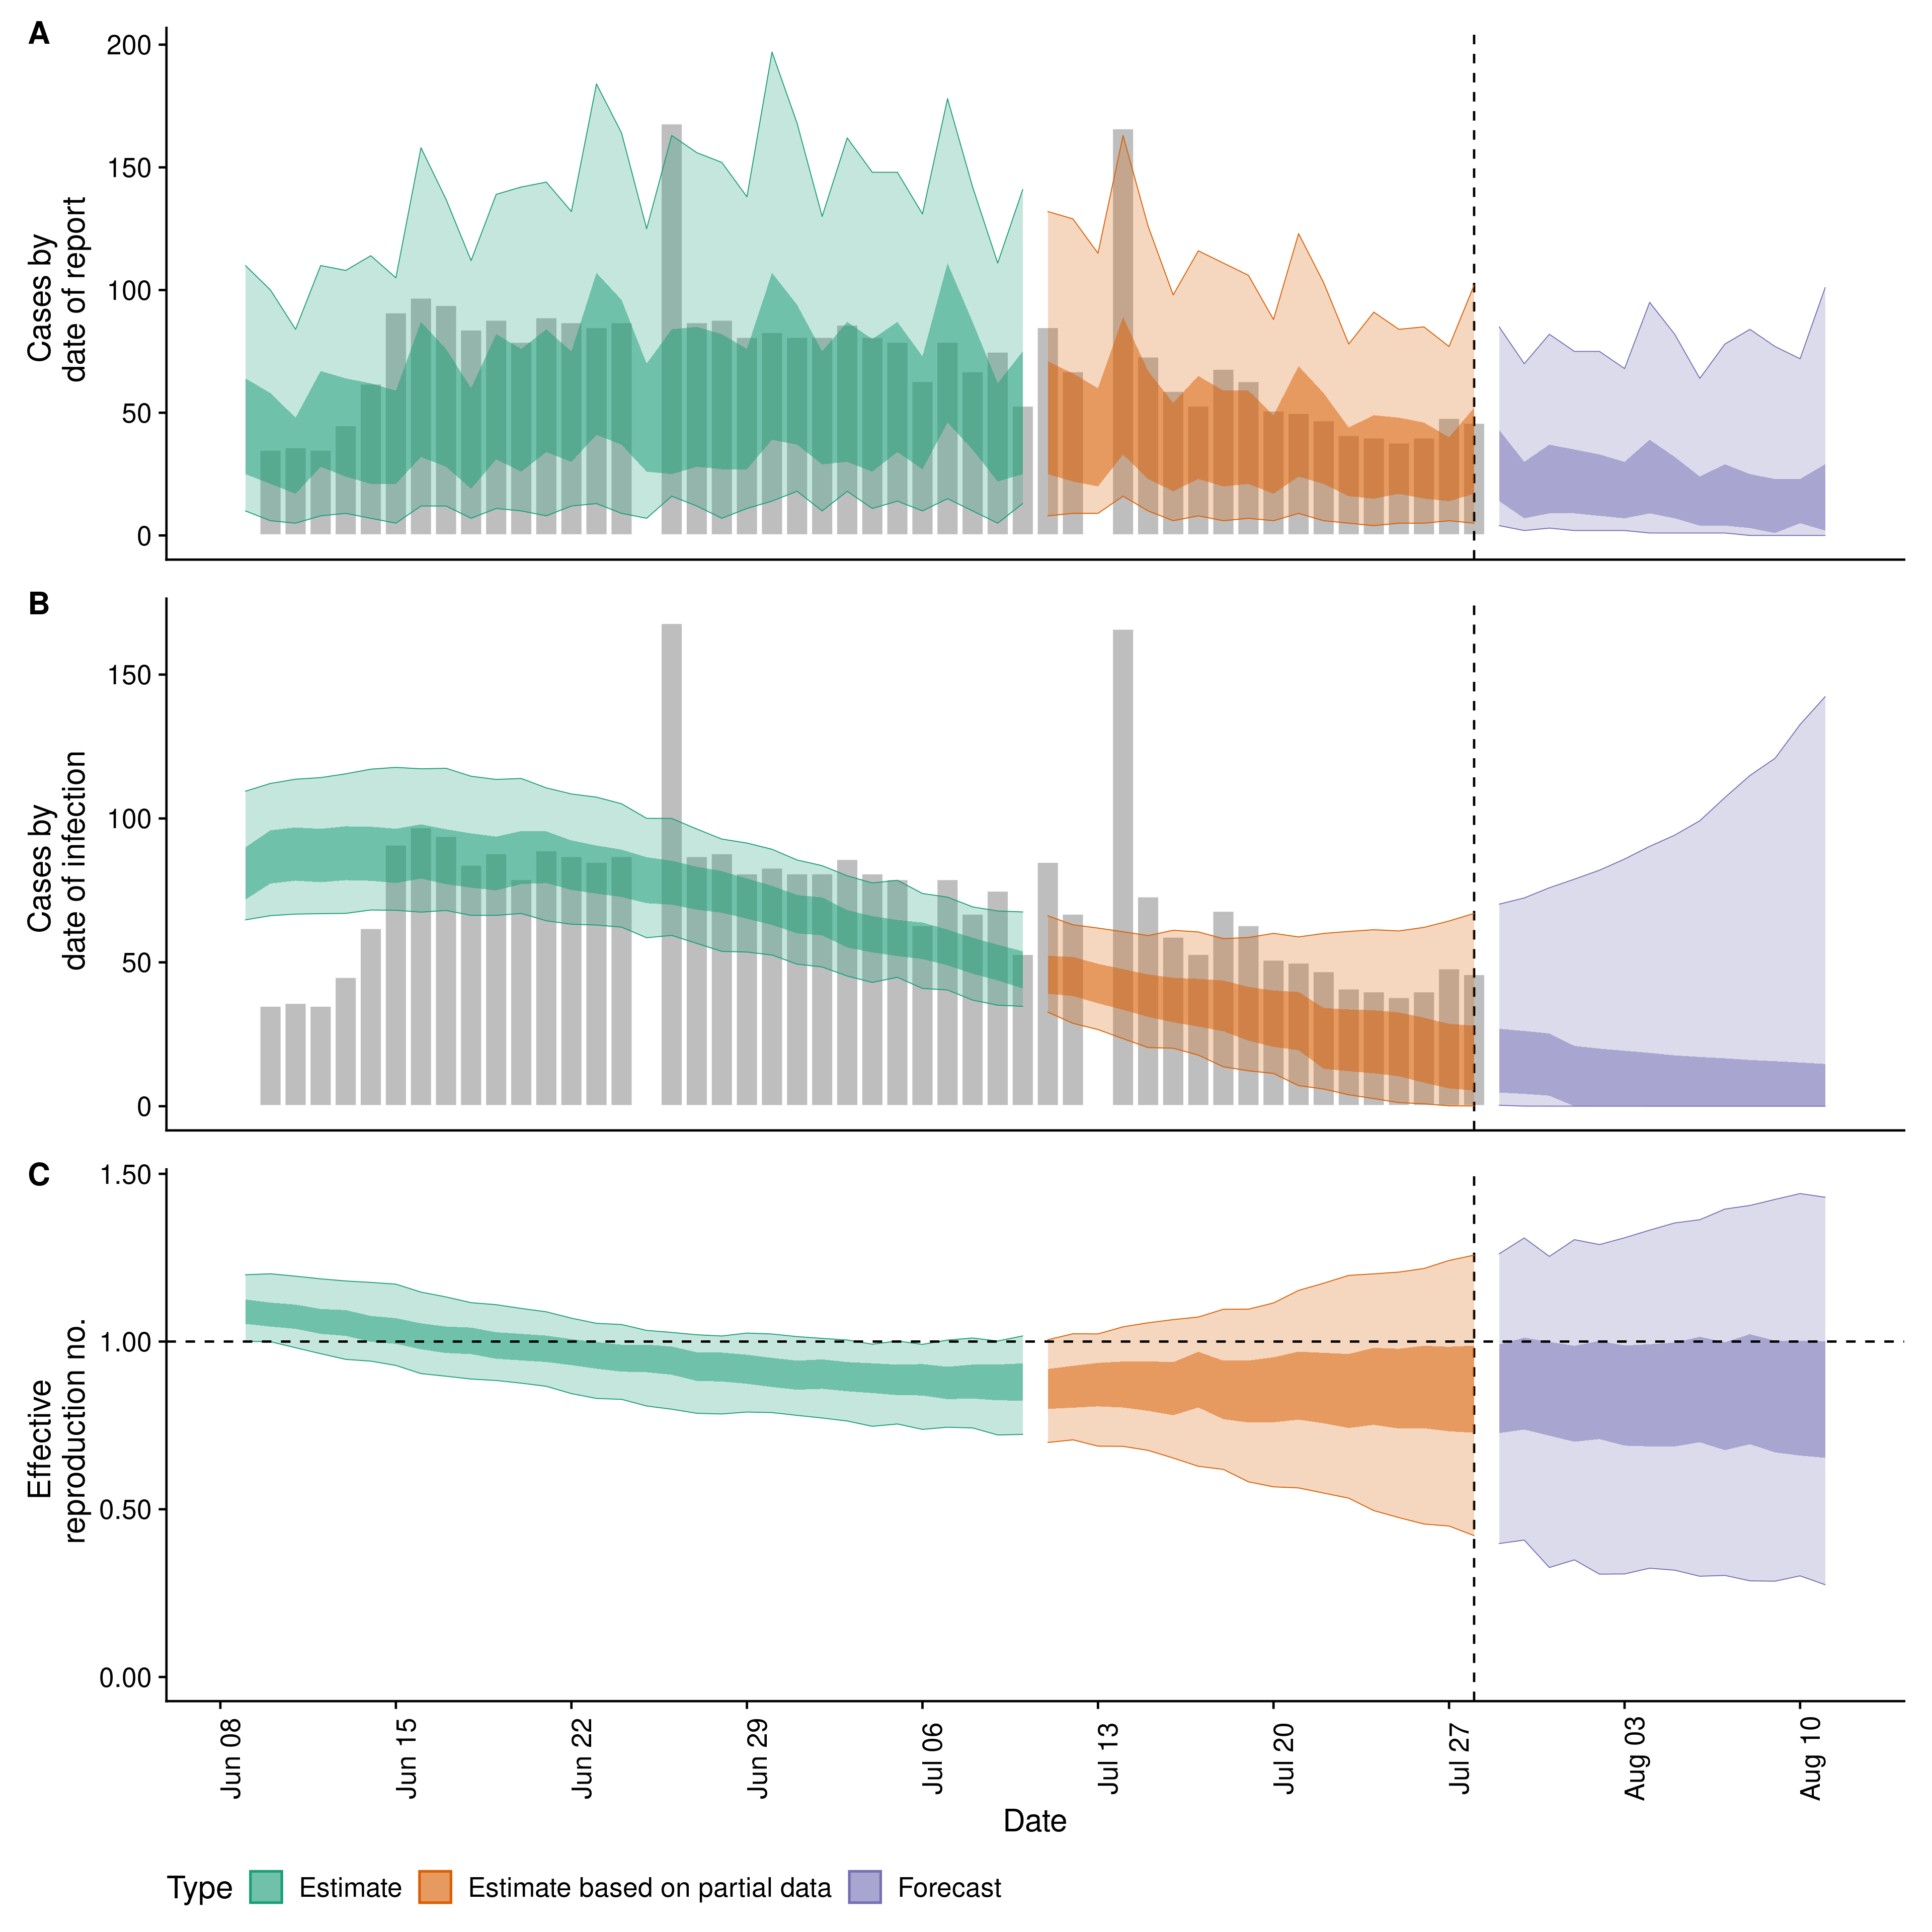 A
200
150
100
50
0
Cases by
date of report
B
150
100
50
0
Cases by
date of infection
C
1.50
1.00
0.50
0.00
Effective
reproduction no.
Jun 08
Jun 15
Jun 22
Jun 29
Jul 06
Jul 13
Jul 20
Jul 27
Aug 03
Aug 10
Date
Type Estimate Estimate based on partial data Forecast